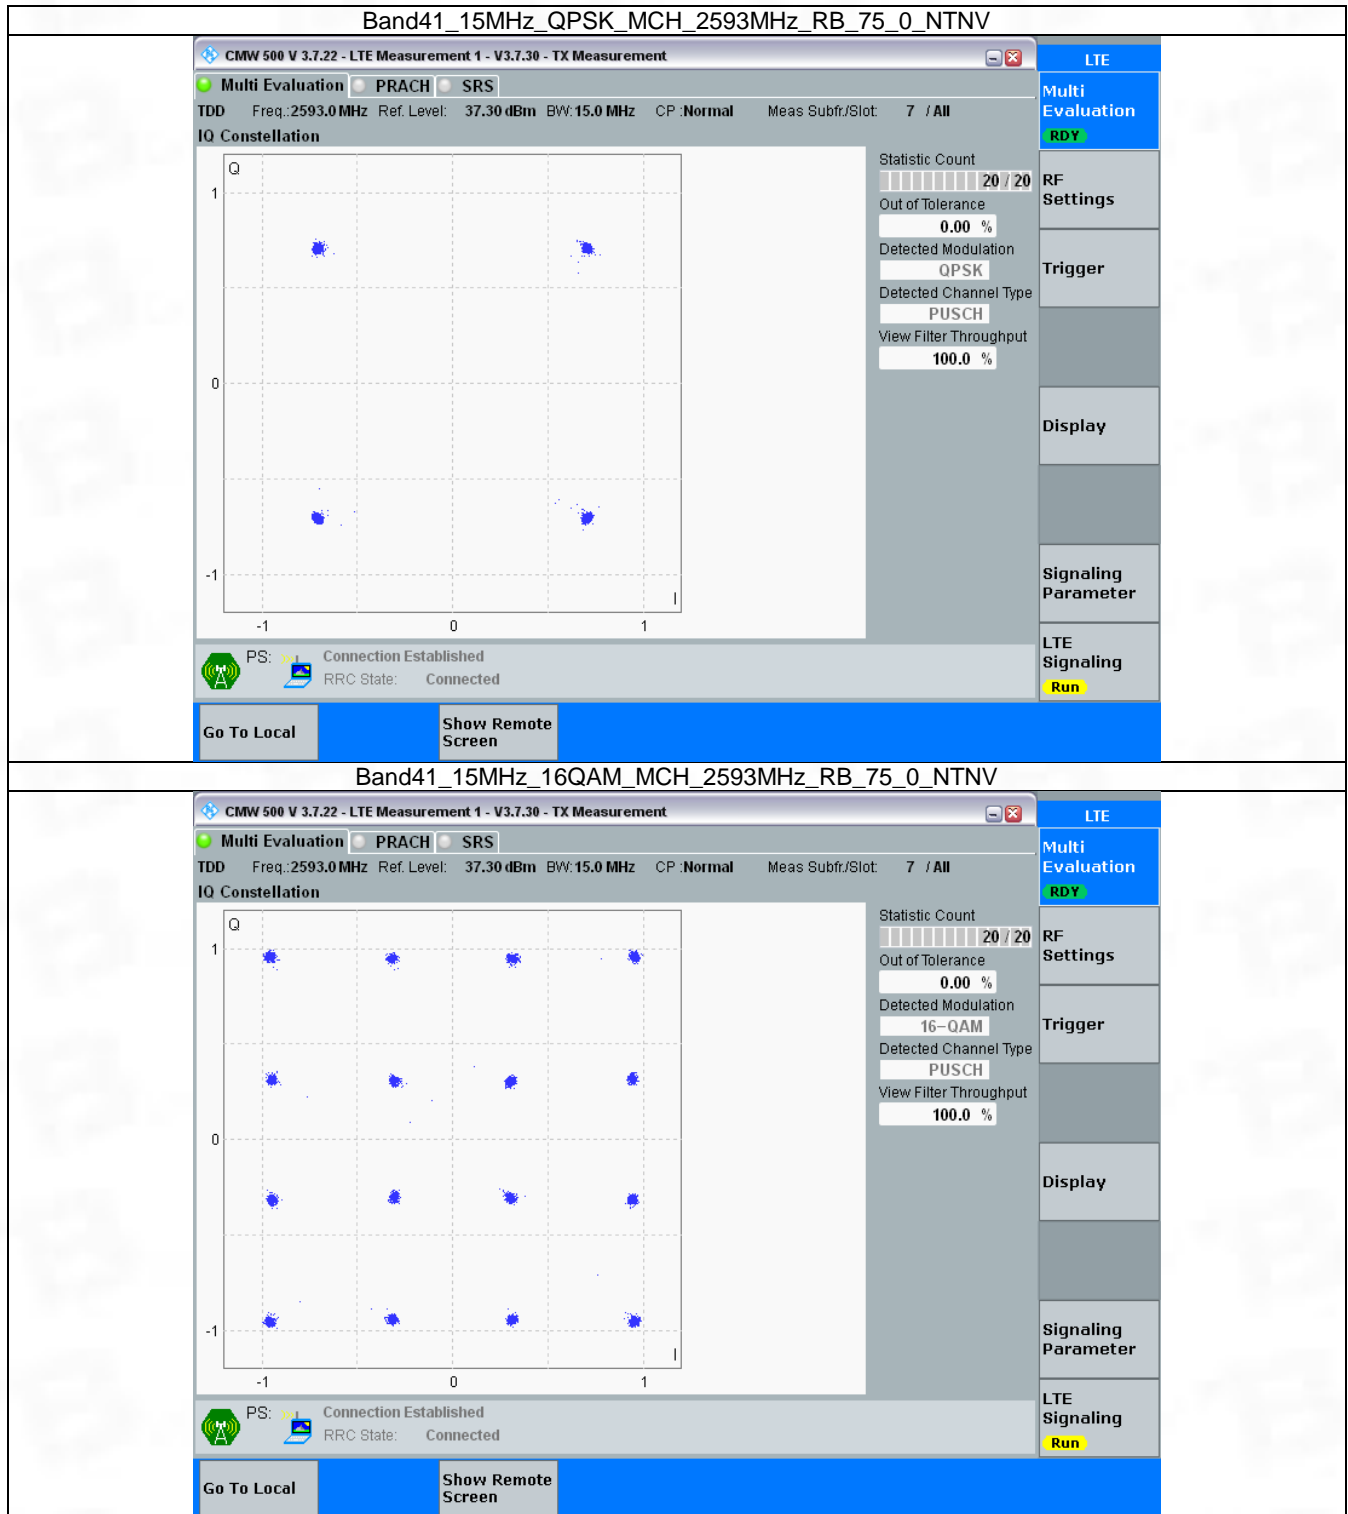 Band41_15MHz_QPSK_MCH_2593MHz_RB_75_0_NTNV
CMW 500 V 3.7.22 - LTE Measurement 1 - V3.7.30 - TX Measurement
LTE
Multi Evaluation PRACH SRS
TDD Freq.:2593.0 MHz Ref. Level: 37.30 dBm BW:15.0 MHz CP :Normal Meas Subfr./Slot: 7 / All
IQ Constellation
Q
1
0
-1
I
-1 0 1
Statistic Count
20 / 20
Out of Tolerance
0.00 %
Detected Modulation
QPSK
Detected Channel Type
PUSCH
View Filter Throughput
100.0 %
Multi
Evaluation
RDY
RF
Settings
Trigger
Display
Signaling
Parameter
LTE
Signaling
Run
PS: Connection Established
RRC State: Connected
Go To Local
Show Remote
Screen
Band41_15MHz_16QAM_MCH_2593MHz_RB_75_0_NTNV
CMW 500 V 3.7.22 - LTE Measurement 1 - V3.7.30 - TX Measurement
LTE
Multi Evaluation PRACH SRS
TDD Freq.:2593.0 MHz Ref. Level: 37.30 dBm BW:15.0 MHz CP :Normal Meas Subfr./Slot: 7 / All
IQ Constellation
Q
1
0
-1
I
-1 0 1
Statistic Count
20 / 20
Out of Tolerance
0.00 %
Detected Modulation
16-QAM
Detected Channel Type
PUSCH
View Filter Throughput
100.0 %
Multi
Evaluation
RDY
RF
Settings
Trigger
Display
Signaling
Parameter
LTE
Signaling
Run
PS: Connection Established
RRC State: Connected
Go To Local
Show Remote
Screen